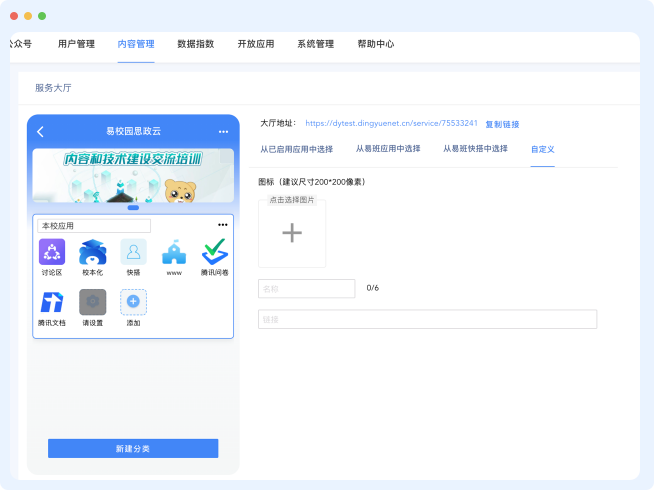 公众号 用户管理 内容管理 数据指数 开放应用 系统管理 帮助中心
服务大厅
易校园思政云
内容和技术建设交流培训
本校应用
讨论区 校本化 快搭 www 腾讯问卷
腾讯文档 请设置 添加
新建分类
大厅地址： https://dytest.dingyuenet.cn/service/75533241 复制链接
从已启用应用中选择 从易班应用中选择 从易班快搭中选择 自定义
图标（建议尺寸200*200像素）
点击选择图片
名称 0/6
链接